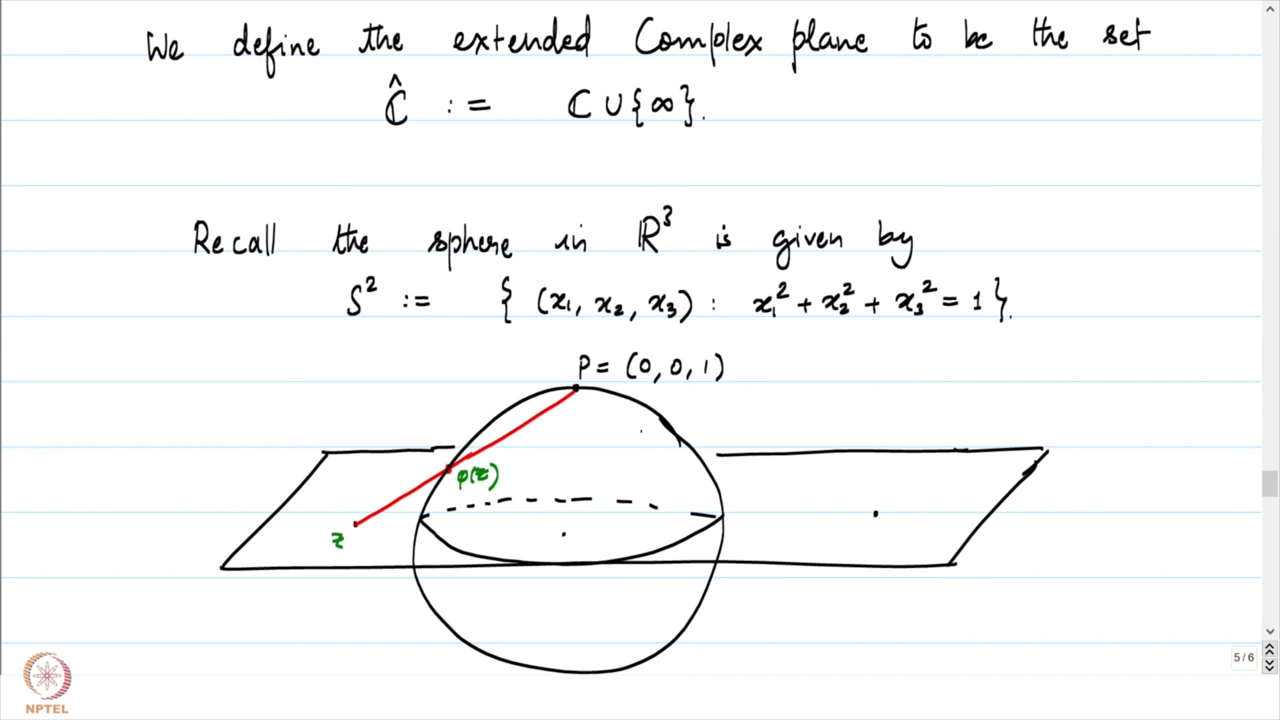 We define the extended Complex plane to be the set
Ĉ := ℂ ∪ {∞}.
Recall the sphere in ℝ³ is given by
S² := { (x₁, x₂, x₃) : x₁² + x₂² + x₃² = 1 }.
P = (0, 0, 1)
φ(z)
z
5 / 6
NPTEL